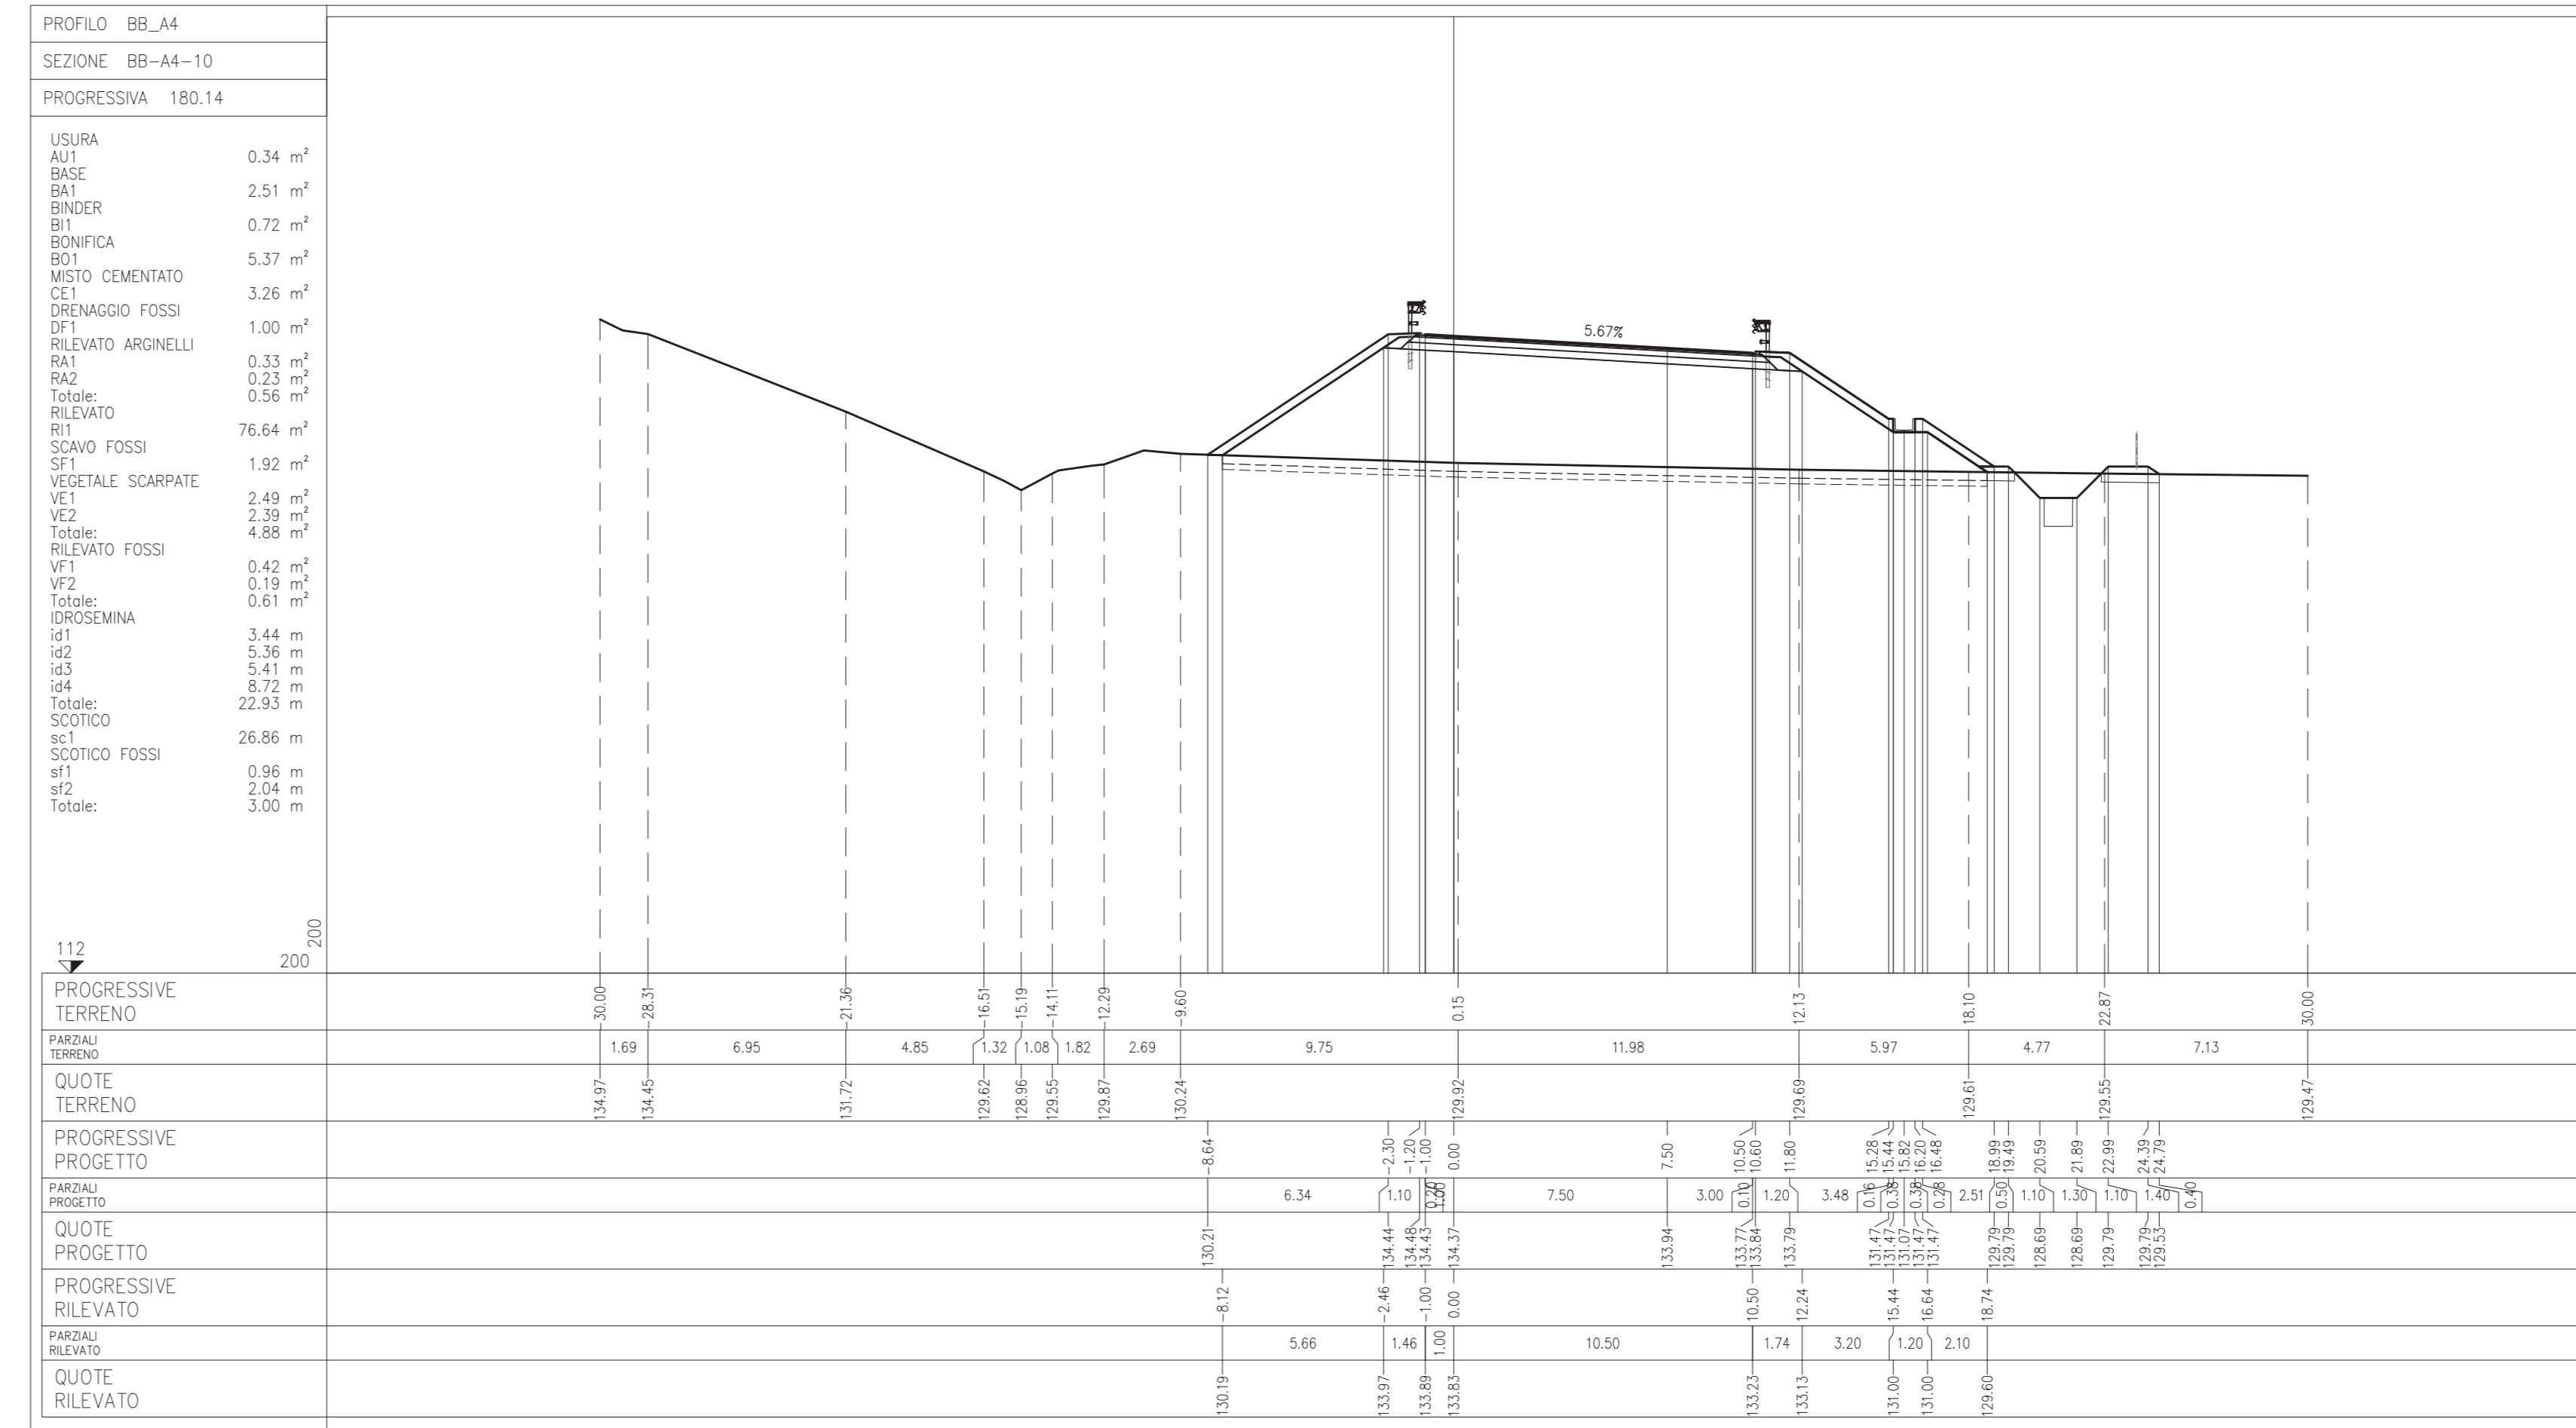 PROFILO BB_A4
SEZIONE BB-A4-10
PROGRESSIVA 180.14
USURA
AU1 0.34 m²
BASE
BA1 2.51 m²
BINDER
BI1 0.72 m²
BONIFICA
BO1 5.37 m²
MISTO CEMENTATO
CE1 3.26 m²
DRENAGGIO FOSSI
DF1 1.00 m²
RILEVATO ARGINELLI
RA1 0.33 m²
RA2 0.23 m²
Totale: 0.56 m²
RILEVATO
RI1 76.64 m²
SCAVO FOSSI
SF1 1.92 m²
VEGETALE SCARPATE
VE1 2.49 m²
VE2 2.39 m²
Totale: 4.88 m²
RILEVATO FOSSI
VF1 0.42 m²
VF2 0.19 m²
Totale: 0.61 m²
IDROSEMINA
id1 3.44 m
id2 5.36 m
id3 5.41 m
id4 8.72 m
Totale: 22.93 m
SCOTICO
sc1 26.86 m
SCOTICO FOSSI
sf1 0.96 m
sf2 2.04 m
Totale: 3.00 m
5.67%
112
200
200
PROGRESSIVE
TERRENO
-30.00 -28.31 -21.36 -16.51 -15.19 -14.11 -12.29 -9.60 0.15 12.13 18.10 22.87 30.00
PARZIALI
TERRENO
1.69 6.95 4.85 1.32 1.08 1.82 2.69 9.75 11.98 5.97 4.77 7.13
QUOTE
TERRENO
134.97 134.45 131.72 129.62 128.96 129.55 129.87 130.24 129.92 129.69 129.61 129.55 129.47
PROGRESSIVE
PROGETTO
-8.64 -2.30 -1.20 -1.00 0.00 7.50 10.50 10.60 11.80 15.28 15.44 15.82 16.20 16.48 18.99 19.49 20.59 21.89 22.99 24.39 24.79
PARZIALI
PROGETTO
6.34 1.10 0.20 1.00 7.50 3.00 0.10 1.20 3.48 0.16 0.38 0.38 0.28 2.51 0.50 1.10 1.30 1.10 1.40 0.40
QUOTE
PROGETTO
130.21 134.44 134.48 134.43 134.37 133.94 133.77 133.84 133.79 131.47 131.47 131.07 131.47 131.47 129.79 129.79 128.69 128.69 129.79 129.79 129.53
PROGRESSIVE
RILEVATO
-8.12 -2.46 -1.00 0.00 10.50 12.24 15.44 16.64 18.74
PARZIALI
RILEVATO
5.66 1.46 1.00 10.50 1.74 3.20 1.20 2.10
QUOTE
RILEVATO
130.19 133.97 133.89 133.83 133.23 133.13 131.00 131.00 129.60